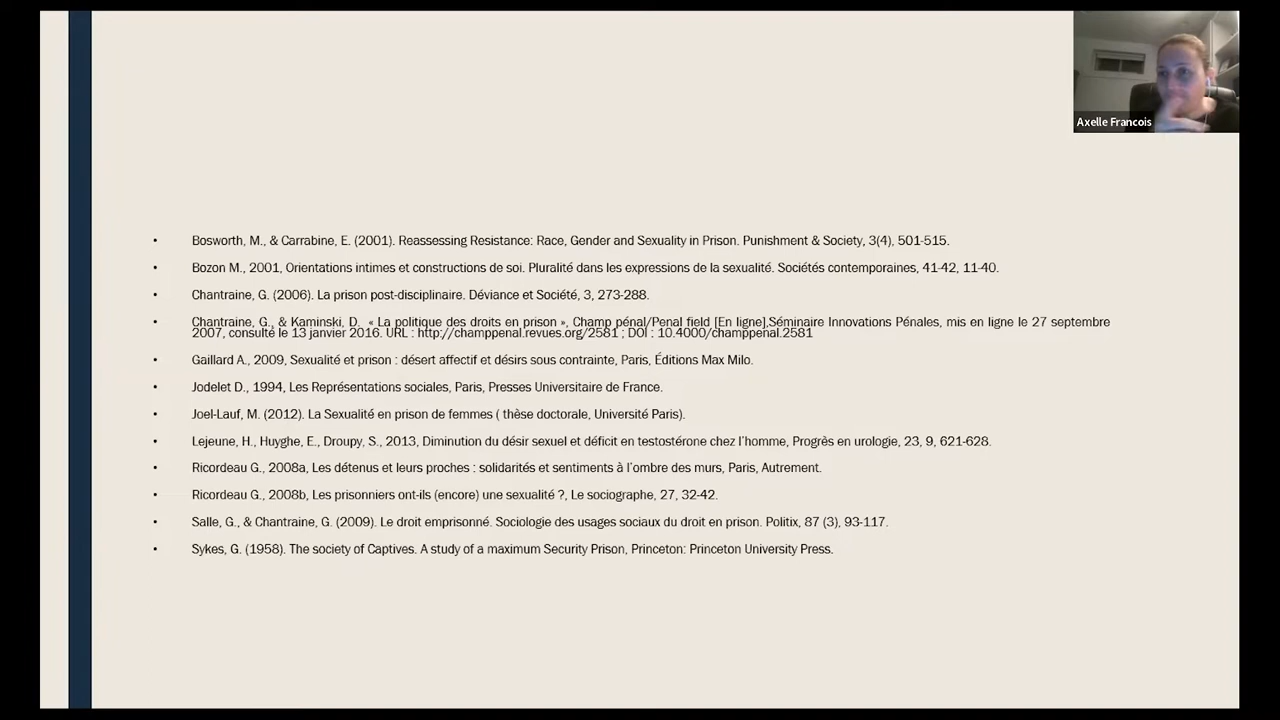 Axelle Francois
• Bosworth, M., & Carrabine, E. (2001). Reassessing Resistance: Race, Gender and Sexuality in Prison. Punishment & Society, 3(4), 501-515.
• Bozon M., 2001, Orientations intimes et constructions de soi. Pluralité dans les expressions de la sexualité. Sociétés contemporaines, 41-42, 11-40.
• Chantraine, G. (2006). La prison post-disciplinaire. Déviance et Société, 3, 273-288.
• Chantraine, G., & Kaminski, D. « La politique des droits en prison », Champ pénal/Penal field [En ligne],Séminaire Innovations Pénales, mis en ligne le 27 septembre
2007, consulté le 13 janvier 2016. URL : http://champpenal.revues.org/2581 ; DOI : 10.4000/champpenal.2581
• Gaillard A., 2009, Sexualité et prison : désert affectif et désirs sous contrainte, Paris, Éditions Max Milo.
• Jodelet D., 1994, Les Représentations sociales, Paris, Presses Universitaire de France.
• Joel-Lauf, M. (2012). La Sexualité en prison de femmes ( thèse doctorale, Université Paris).
• Lejeune, H., Huyghe, E., Droupy, S., 2013, Diminution du désir sexuel et déficit en testostérone chez l'homme, Progrès en urologie, 23, 9, 621-628.
• Ricordeau G., 2008a, Les détenus et leurs proches : solidarités et sentiments à l'ombre des murs, Paris, Autrement.
• Ricordeau G., 2008b, Les prisonniers ont-ils (encore) une sexualité ?, Le sociographe, 27, 32-42.
• Salle, G., & Chantraine, G. (2009). Le droit emprisonné. Sociologie des usages sociaux du droit en prison. Politix, 87 (3), 93-117.
• Sykes, G. (1958). The society of Captives. A study of a maximum Security Prison, Princeton: Princeton University Press.